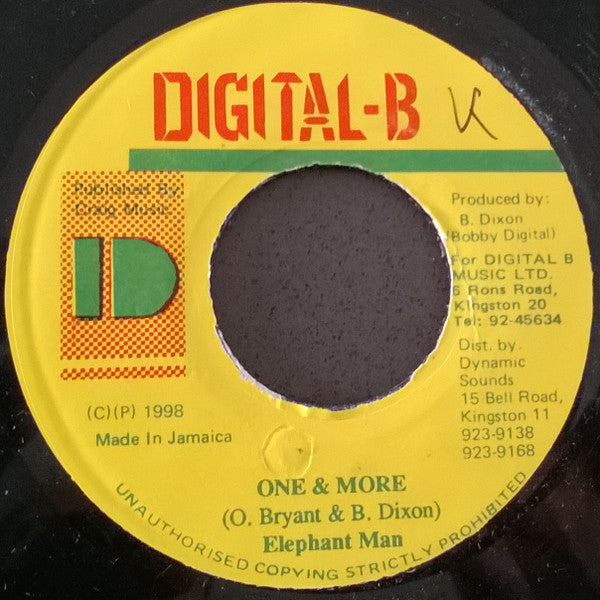 DIGITAL-B
K
Published By
Craig Music
D
Produced by:
B. Dixon
(Bobby Digital)
For DIGITAL B
MUSIC LTD.
6 Rons Road,
Kingston 20
Tel: 92-45634
Dist. by.
Dynamic
Sounds
15 Bell Road,
Kingston 11
923-9138
923-9168
(C)(P) 1998
Made In Jamaica
ONE & MORE
(O. Bryant & B. Dixon)
Elephant Man
UNAUTHORISED COPYING STRICTLY PROHIBITED